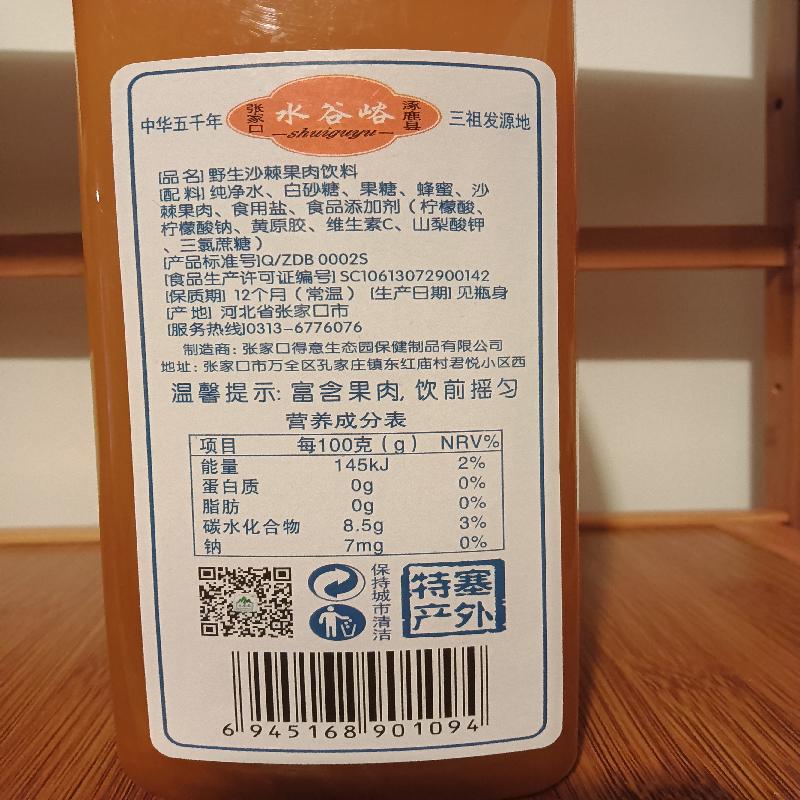 中华五千年 张家口 水谷峪 涿鹿县 三祖发源地
shuiguyu
[品名]野生沙棘果肉饮料
[配料]纯净水、白砂糖、果糖、蜂蜜、沙
棘果肉、食用盐、食品添加剂（柠檬酸、
柠檬酸钠、黄原胶、维生素C、山梨酸钾
、三氯蔗糖）
[产品标准号]Q/ZDB 0002S
[食品生产许可证编号] SC10613072900142
[保质期] 12个月（常温） [生产日期] 见瓶身
[产地] 河北省张家口市
[服务热线]0313-6776076
制造商：张家口得意生态园保健制品有限公司
地址：张家口市万全区孔家庄镇东红庙村君悦小区西
温馨提示：富含果肉，饮前摇匀
营养成分表
项目 每100克（g） NRV%
能量 145kJ 2%
蛋白质 0g 0%
脂肪 0g 0%
碳水化合物 8.5g 3%
钠 7mg 0%
保持城市清洁
特塞
产外
6 945168 901094